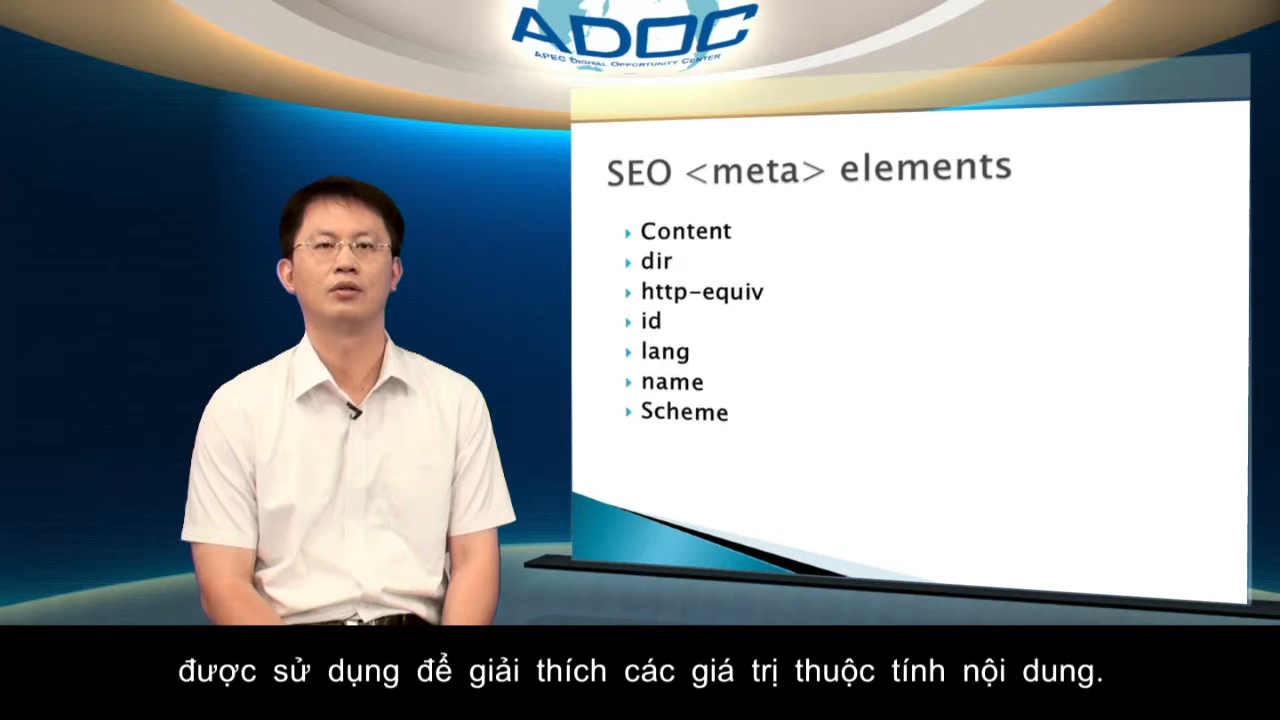 ADOC
APEC DIGITAL OPPORTUNITY CENTER
SEO <meta> elements
Content
dir
http-equiv
id
lang
name
Scheme
được sử dụng để giải thích các giá trị thuộc tính nội dung.